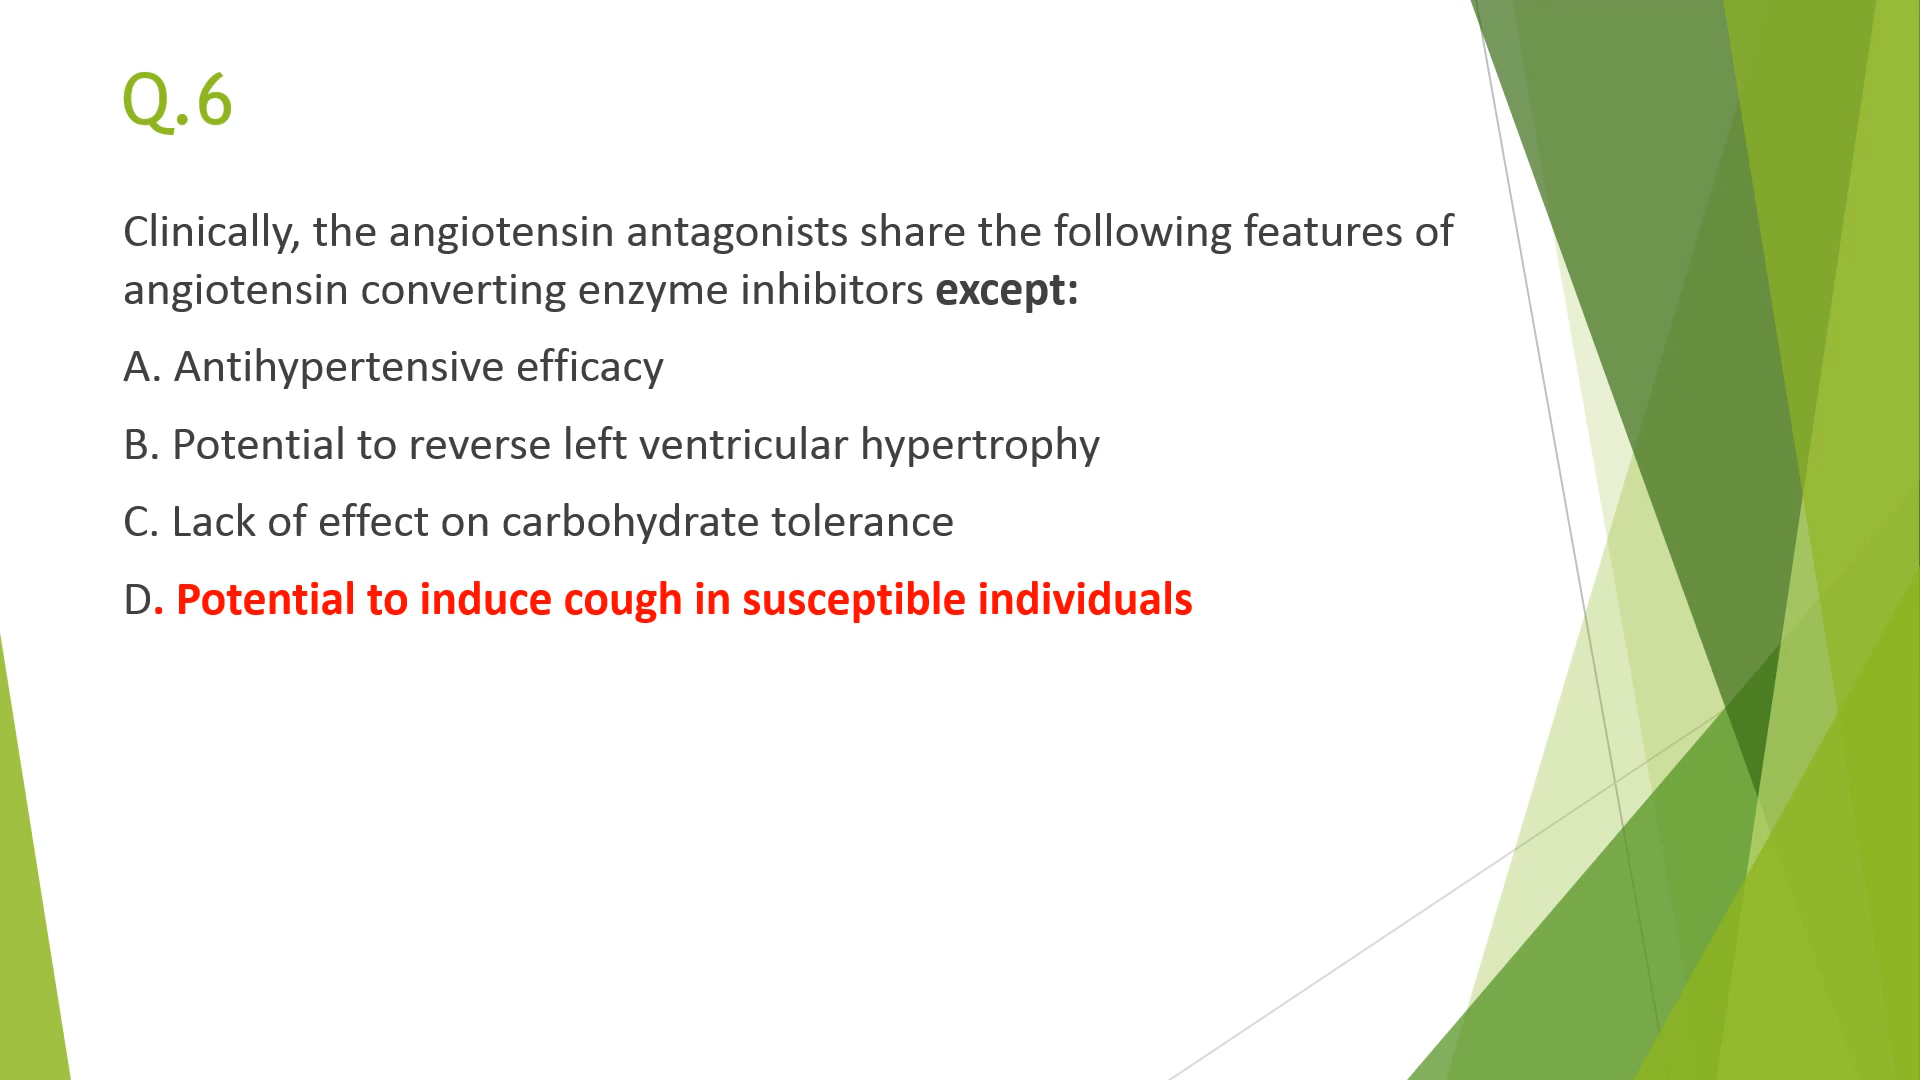 Q.6
Clinically, the angiotensin antagonists share the following features of
angiotensin converting enzyme inhibitors except:
A. Antihypertensive efficacy
B. Potential to reverse left ventricular hypertrophy
C. Lack of effect on carbohydrate tolerance
D. Potential to induce cough in susceptible individuals